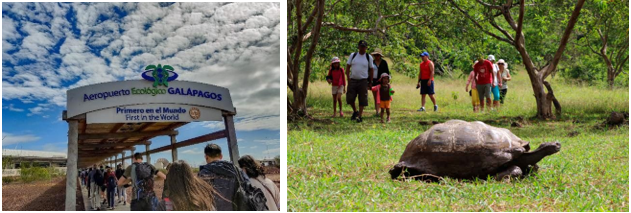 Aeropuerto Ecológico GALÁPAGOS
Primero en el Mundo
First in the World